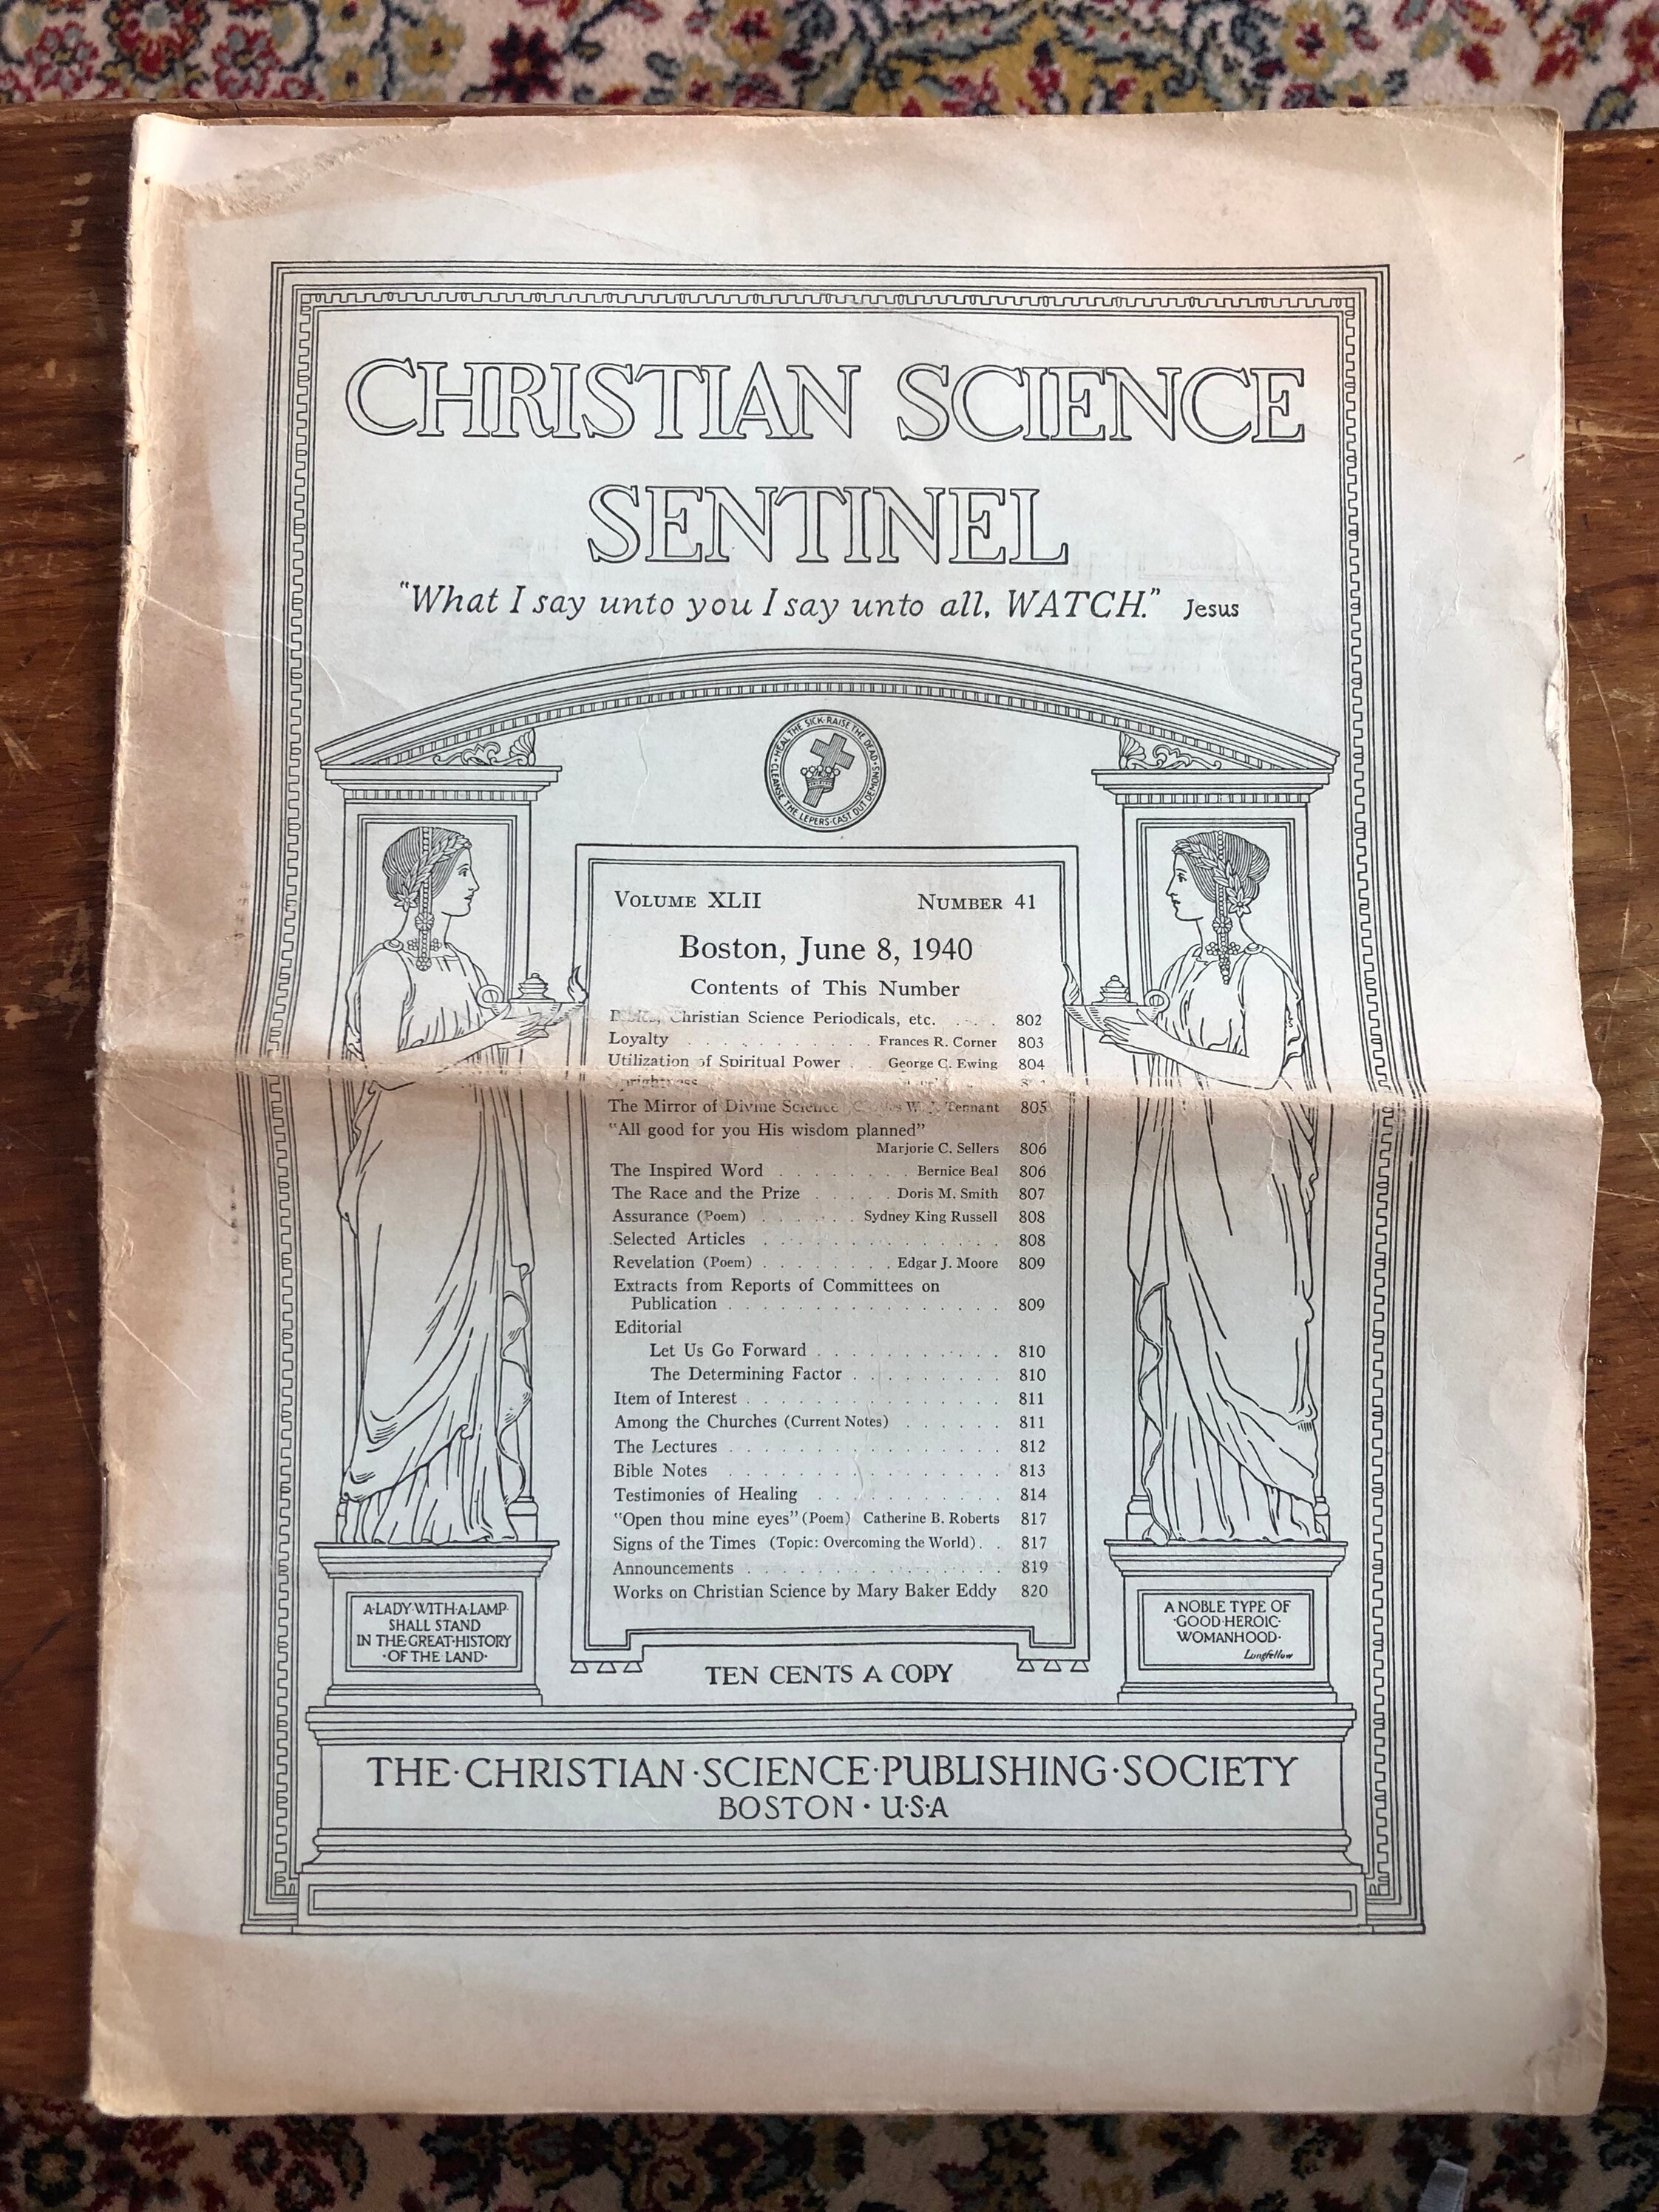 CHRISTIAN SCIENCE
SENTINEL
"What I say unto you I say unto all, WATCH." Jesus
HEAL THE SICK · RAISE THE DEAD · CLEANSE THE LEPERS · CAST OUT DEMONS ·
VOLUME XLII NUMBER 41
Boston, June 8, 1940
Contents of This Number
Christian Science Periodicals, etc. . . . . 802
Loyalty . . . . . . . . . . Frances R. Corner 803
Utilization of Spiritual Power . . George C. Ewing 804
The Mirror of Divine Science W. J. Tennant 805
"All good for you His wisdom planned"
Marjorie C. Sellers 806
The Inspired Word . . . . . . . Bernice Beal 806
The Race and the Prize . . . . . Doris M. Smith 807
Assurance (Poem) . . . . . . Sydney King Russell 808
Selected Articles . . . . . . . . . . . . . 808
Revelation (Poem) . . . . . . . . Edgar J. Moore 809
Extracts from Reports of Committees on
Publication . . . . . . . . . . . . . . . . 809
Editorial
Let Us Go Forward . . . . . . . . . . . 810
The Determining Factor . . . . . . . . . 810
Item of Interest . . . . . . . . . . . . . . 811
Among the Churches (Current Notes) . . . . . 811
The Lectures . . . . . . . . . . . . . . . . 812
Bible Notes . . . . . . . . . . . . . . . . 813
Testimonies of Healing . . . . . . . . . . . 814
"Open thou mine eyes" (Poem) Catherine B. Roberts 817
Signs of the Times (Topic: Overcoming the World) . . 817
Announcements . . . . . . . . . . . . . . . 819
Works on Christian Science by Mary Baker Eddy 820
A·LADY·WITH·A·LAMP·
SHALL STAND
IN THE·GREAT·HISTORY
·OF THE LAND·
A NOBLE TYPE OF
·GOOD·HEROIC·
WOMANHOOD·
Longfellow
TEN CENTS A COPY
THE·CHRISTIAN·SCIENCE·PUBLISHING·SOCIETY
BOSTON · U·S·A